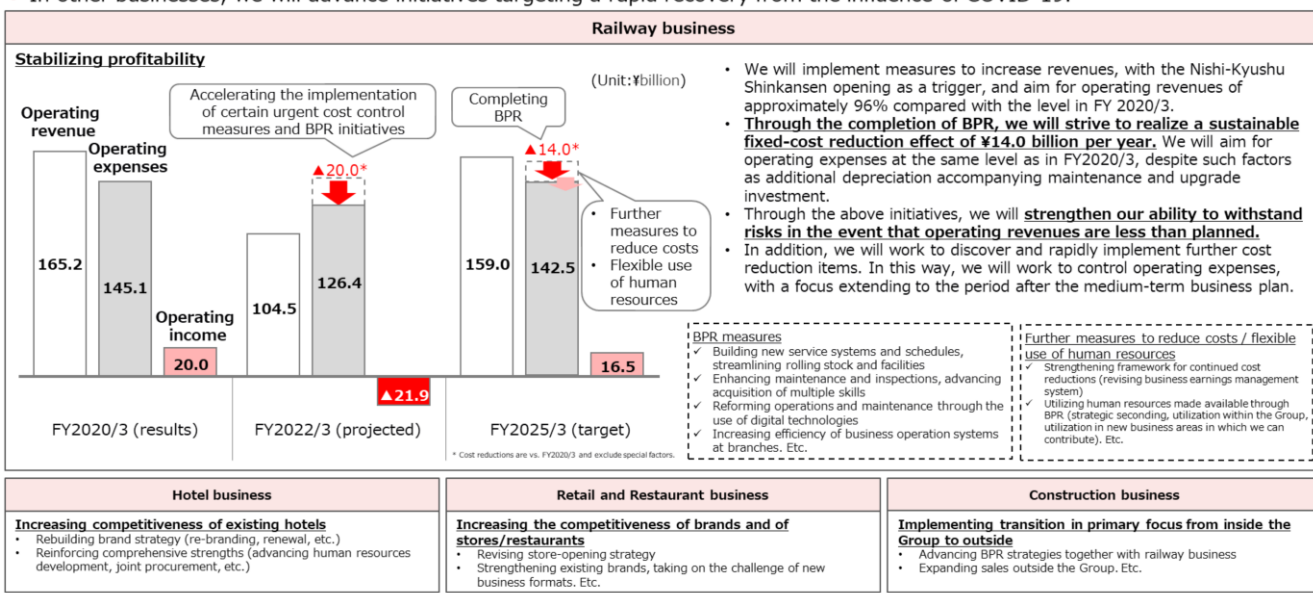 In other businesses, we will advance initiatives targeting a rapid recovery from the influence of COVID-19.
Railway business
Stabilizing profitability
(Unit:¥billion)
Accelerating the implementation
of certain urgent cost control
measures and BPR initiatives
Completing
BPR
Operating
revenue
Operating
expenses
▲20.0*
▲14.0*
• Further
measures to
reduce costs
• Flexible use
of human
resources
165.2
145.1
Operating
income
20.0
104.5
126.4
▲21.9
159.0
142.5
16.5
FY2020/3 (results)
FY2022/3 (projected)
FY2025/3 (target)
* Cost reductions are vs. FY2020/3 and exclude special factors.
• We will implement measures to increase revenues, with the Nishi-Kyushu
Shinkansen opening as a trigger, and aim for operating revenues of
approximately 96% compared with the level in FY 2020/3.
• Through the completion of BPR, we will strive to realize a sustainable
fixed-cost reduction effect of ¥14.0 billion per year. We will aim for
operating expenses at the same level as in FY2020/3, despite such factors
as additional depreciation accompanying maintenance and upgrade
investment.
• Through the above initiatives, we will strengthen our ability to withstand
risks in the event that operating revenues are less than planned.
• In addition, we will work to discover and rapidly implement further cost
reduction items. In this way, we will work to control operating expenses,
with a focus extending to the period after the medium-term business plan.
BPR measures
✓ Building new service systems and schedules,
streamlining rolling stock and facilities
✓ Enhancing maintenance and inspections, advancing
acquisition of multiple skills
✓ Reforming operations and maintenance through the
use of digital technologies
✓ Increasing efficiency of business operation systems
at branches. Etc.
Further measures to reduce costs / flexible
use of human resources
✓ Strengthening framework for continued cost
reductions (revising business earnings management
system)
✓ Utilizing human resources made available through
BPR (strategic seconding, utilization within the Group,
utilization in new business areas in which we can
contribute). Etc.
Hotel business
Increasing competitiveness of existing hotels
• Rebuilding brand strategy (re-branding, renewal, etc.)
• Reinforcing comprehensive strengths (advancing human resources
development, joint procurement, etc.)
Retail and Restaurant business
Increasing the competitiveness of brands and of
stores/restaurants
• Revising store-opening strategy
• Strengthening existing brands, taking on the challenge of new
business formats. Etc.
Construction business
Implementing transition in primary focus from inside the
Group to outside
• Advancing BPR strategies together with railway business
• Expanding sales outside the Group. Etc.